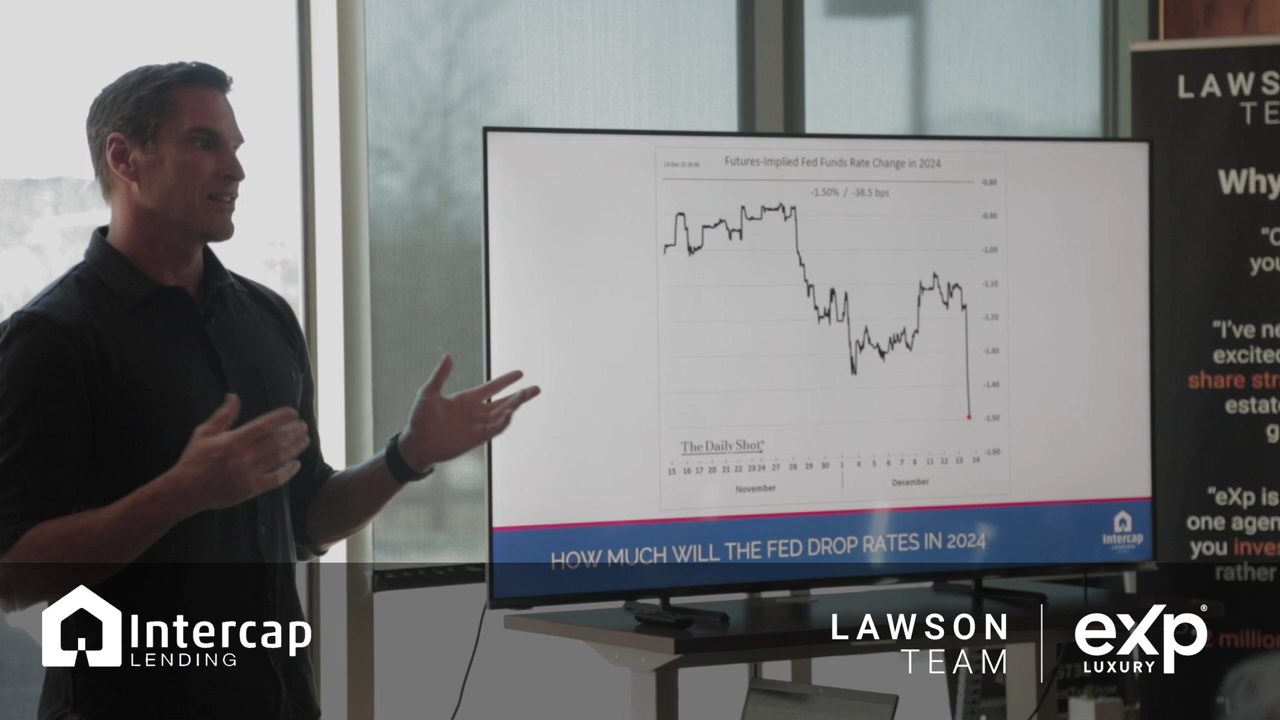 Futures-Implied Fed Funds Rate Change in 2024
-1.50% / -38.5 bps
-0.80
-0.90
-1.00
-1.10
-1.20
-1.30
-1.40
-1.50
-1.60
The Daily Shot®
15 16 17 20 21 22 23 24 27 28 29 30 1 4 5 6 7 8 11 12 13 14
November December
HOW MUCH WILL THE FED DROP RATES IN 2024
Intercap
LENDING
LAWS
TE
Why
"C
you
"I've ne
excited
share str
estate
g
"eXp is
one agen
you inve
rather
2 million
Intercap
LENDING
LAWSON
TEAM
eXp®
LUXURY